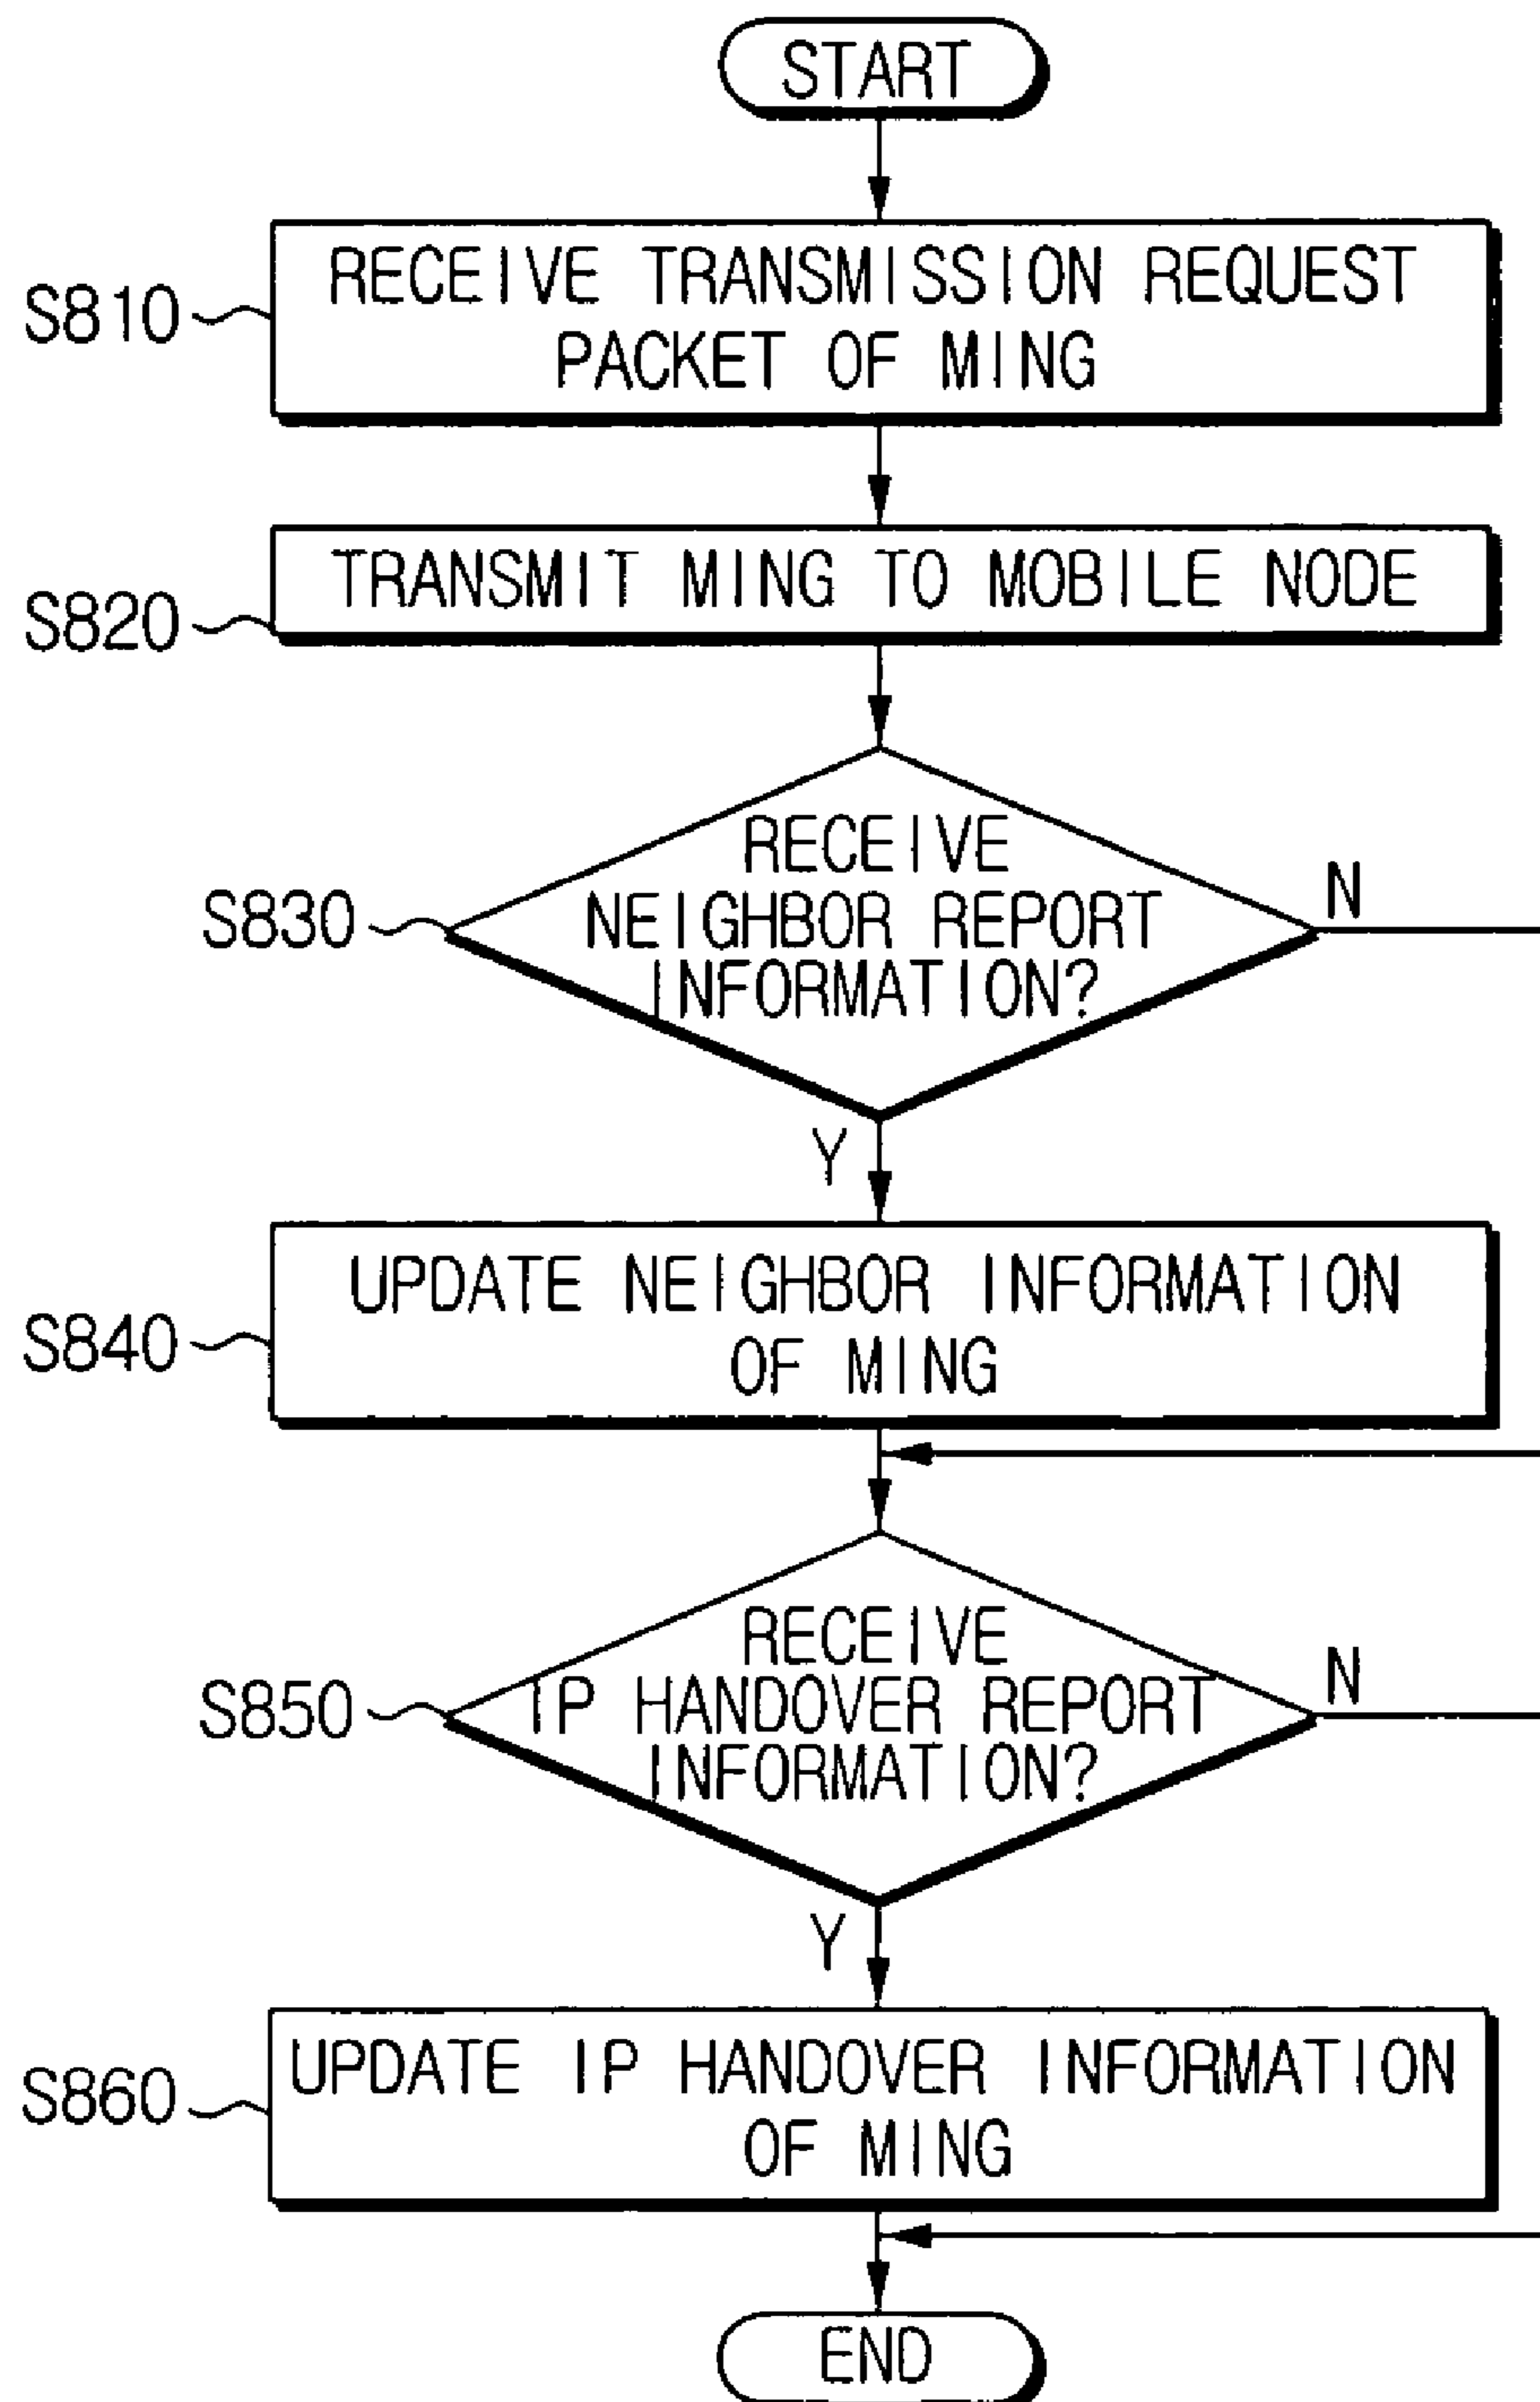 START
RECEIVE TRANSMISSION REQUEST
PACKET OF MING
S810
TRANSMIT MING TO MOBILE NODE
S820
RECEIVE
NEIGHBOR REPORT
INFORMATION?
S830
N
Y
UPDATE NEIGHBOR INFORMATION
OF MING
S840
RECEIVE
IP HANDOVER REPORT
INFORMATION?
S850
N
Y
UPDATE IP HANDOVER INFORMATION
OF MING
S860
END